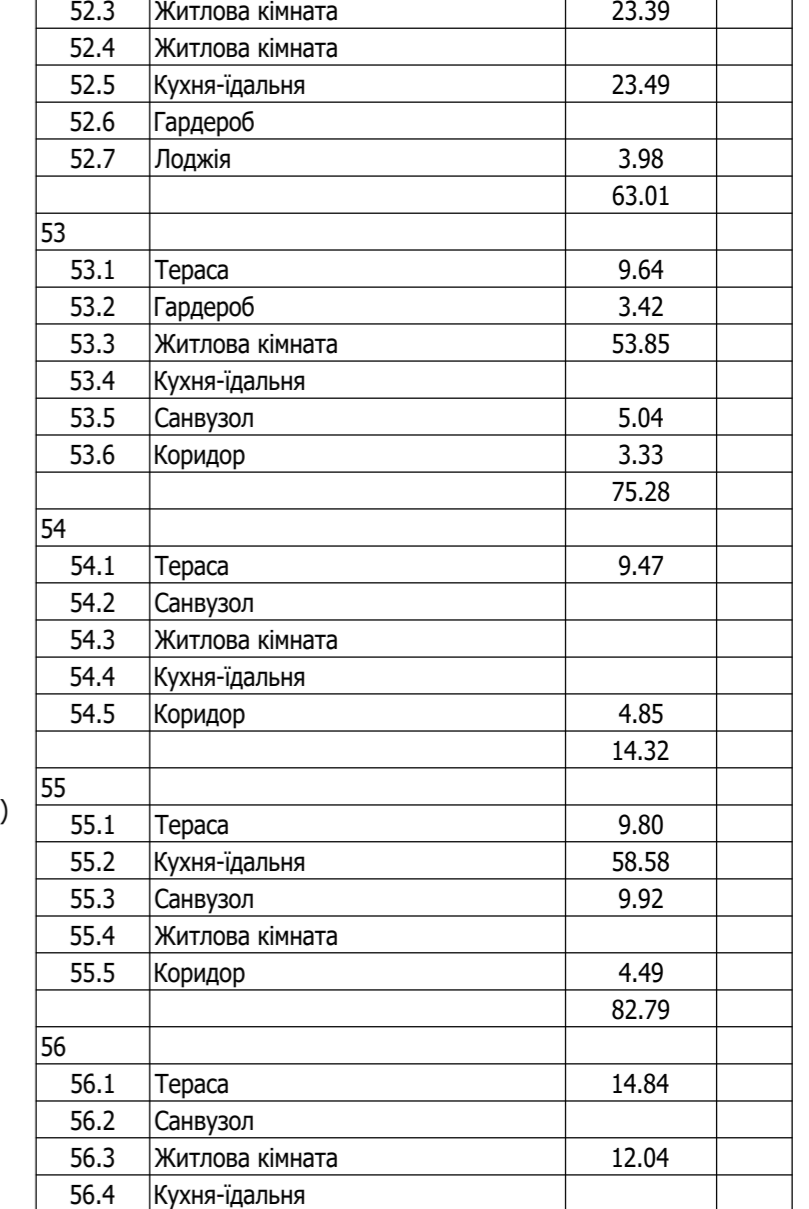 52.3 Житлова кімната 23.39
52.4 Житлова кімната
52.5 Кухня-їдальня 23.49
52.6 Гардероб
52.7 Лоджія 3.98
63.01
53
53.1 Тераса 9.64
53.2 Гардероб 3.42
53.3 Житлова кімната 53.85
53.4 Кухня-їдальня
53.5 Санвузол 5.04
53.6 Коридор 3.33
75.28
54
54.1 Тераса 9.47
54.2 Санвузол
54.3 Житлова кімната
54.4 Кухня-їдальня
54.5 Коридор 4.85
14.32
55
)
55.1 Тераса 9.80
55.2 Кухня-їдальня 58.58
55.3 Санвузол 9.92
55.4 Житлова кімната
55.5 Коридор 4.49
82.79
56
56.1 Тераса 14.84
56.2 Санвузол
56.3 Житлова кімната 12.04
56.4 Кухня-їдальня